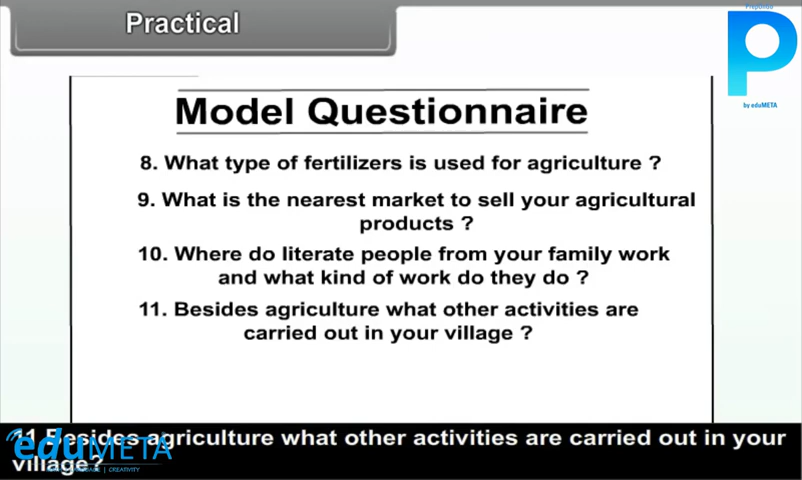 Practical
Prepondo
P
by eduMETA
Model Questionnaire
8. What type of fertilizers is used for agriculture ?
9. What is the nearest market to sell your agricultural
products ?
10. Where do literate people from your family work
and what kind of work do they do ?
11. Besides agriculture what other activities are
carried out in your village ?
11 Besides agriculture what other activities are carried out in your
village?
eduMETA
| CREATIVITY